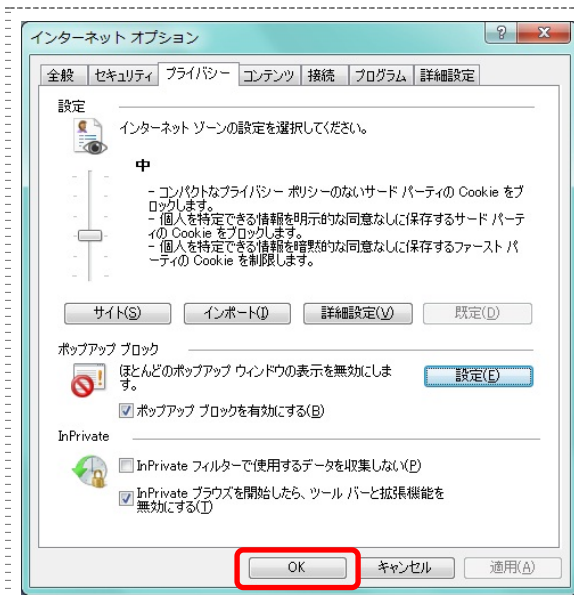 インターネット オプション
全般 セキュリティ プライバシー コンテンツ 接続 プログラム 詳細設定
設定
インターネット ゾーンの設定を選択してください。
中
- コンパクトなプライバシー ポリシーのないサード パーティの Cookie をブ
ロックします。
- 個人を特定できる情報を明示的な同意なしに保存するサード パーテ
ィの Cookie をブロックします。
- 個人を特定できる情報を暗黙的な同意なしに保存するファースト パ
ーティの Cookie を制限します。
サイト(S) インポート(I) 詳細設定(V) 既定(D)
ポップアップ ブロック
ほとんどのポップアップ ウィンドウの表示を無効にしま
す。
設定(E)
ポップアップ ブロックを有効にする(B)
InPrivate
InPrivate フィルターで使用するデータを収集しない(P)
InPrivate ブラウズを開始したら、ツール バーと拡張機能を
無効にする(T)
OK キャンセル 適用(A)